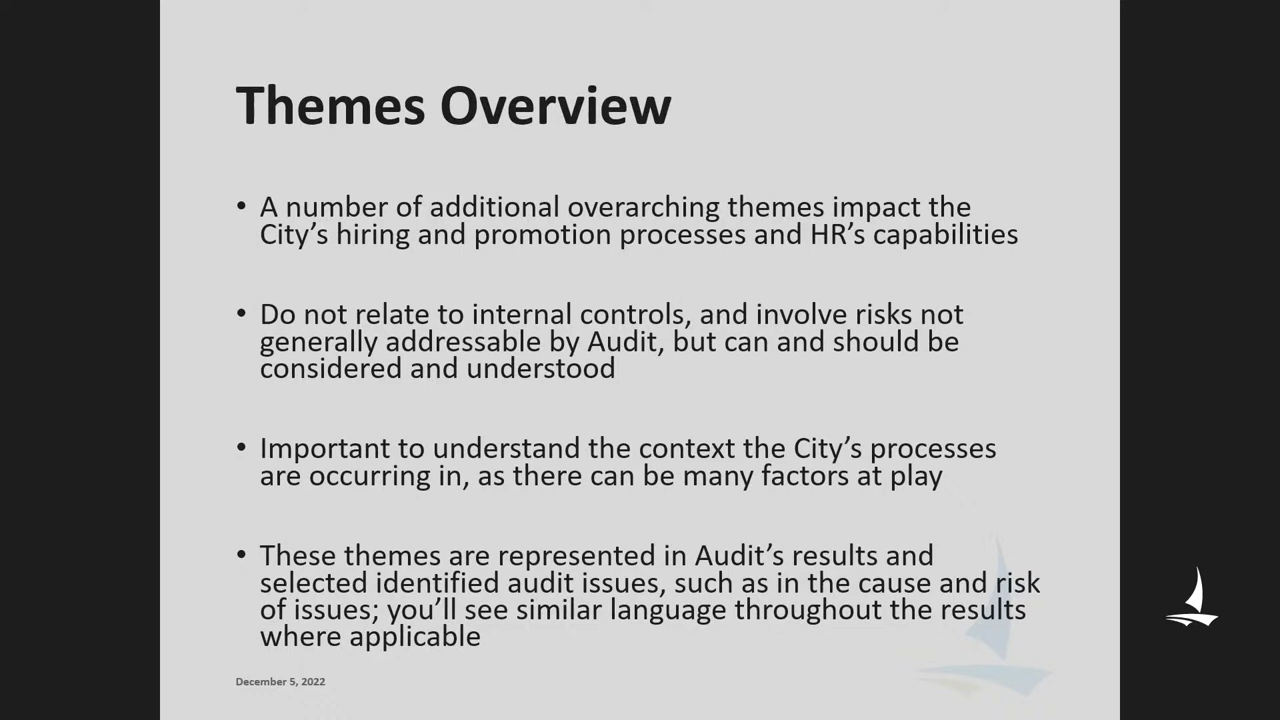 Themes Overview
• A number of additional overarching themes impact the
City’s hiring and promotion processes and HR’s capabilities
• Do not relate to internal controls, and involve risks not
generally addressable by Audit, but can and should be
considered and understood
• Important to understand the context the City’s processes
are occurring in, as there can be many factors at play
• These themes are represented in Audit’s results and
selected identified audit issues, such as in the cause and risk
of issues; you’ll see similar language throughout the results
where applicable
December 5, 2022